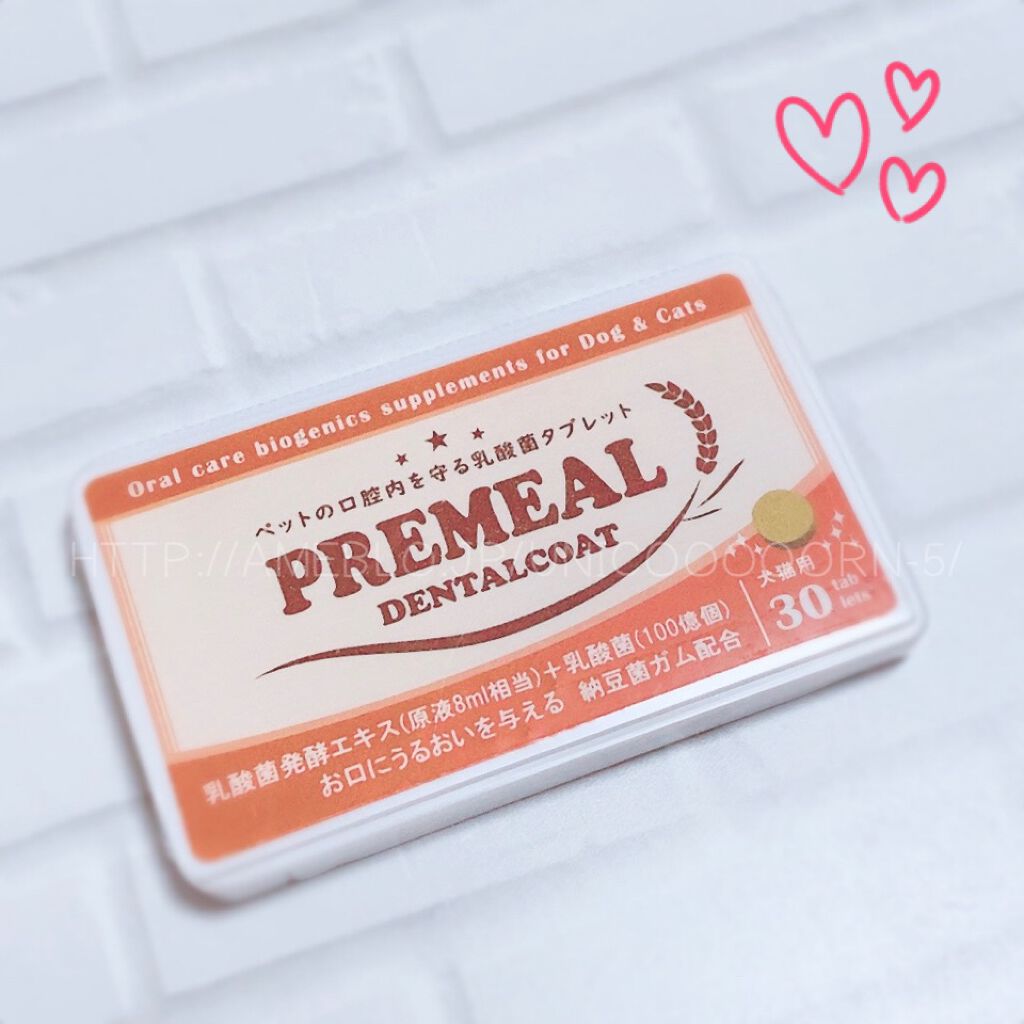 Oral care biogenics supplements for Dog & Cats
ペットの口腔内を守る乳酸菌タブレット
PREMEAL
DENTALCOAT
犬猫用
30 tab
lets
乳酸菌発酵エキス(原液8ml相当)+乳酸菌(100億個)
お口にうるおいを与える 納豆菌ガム配合